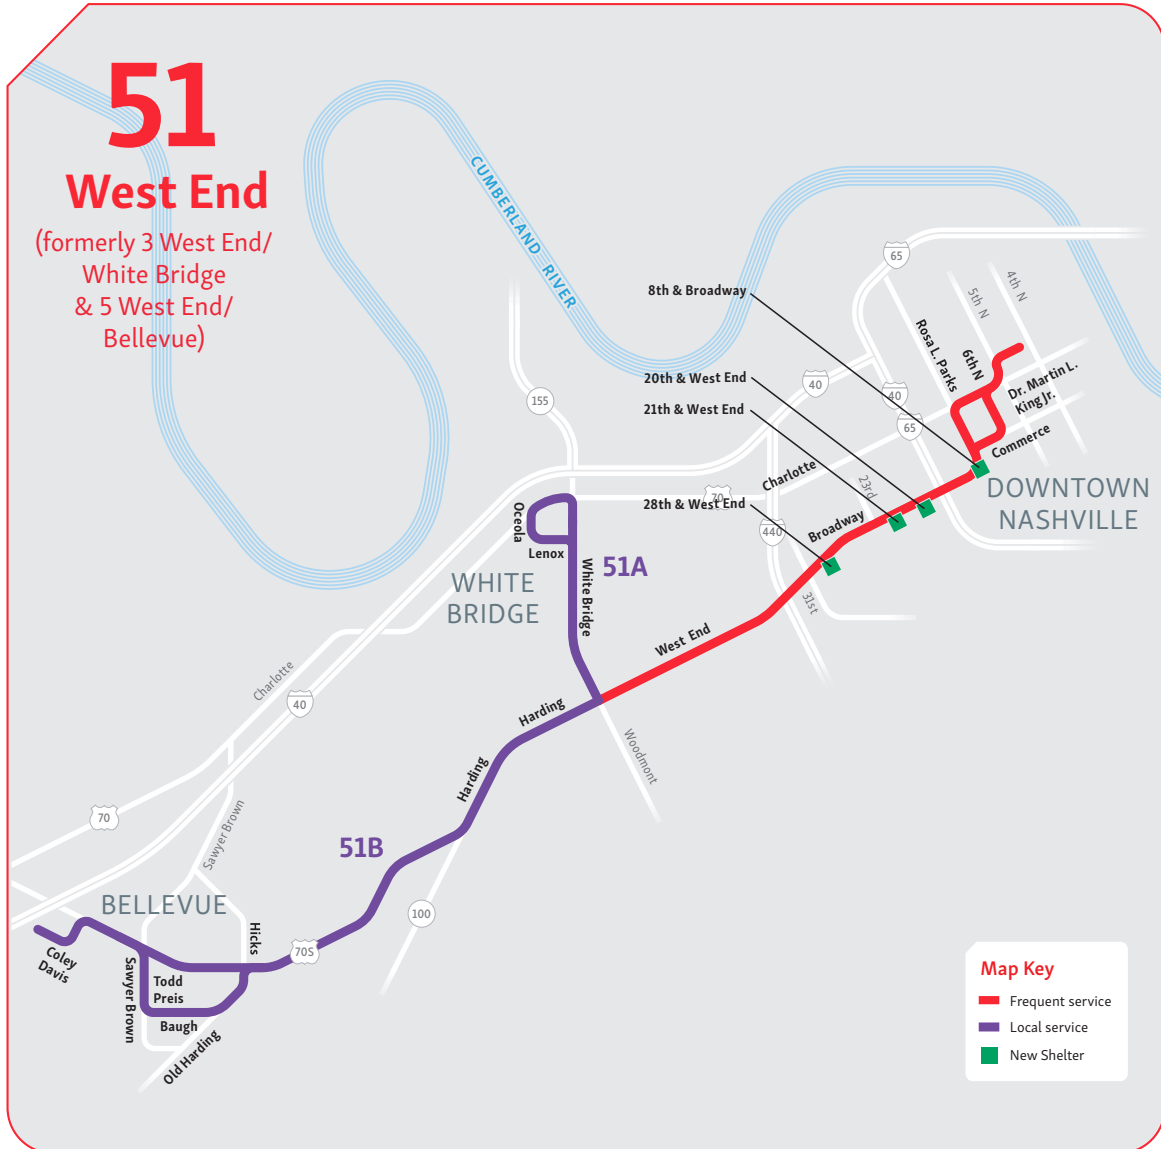 51
West End
(formerly 3 West End/
White Bridge
& 5 West End/
Bellevue)
CUMBERLAND RIVER
65
4th N
5th N
8th & Broadway
Rosa L. Parks
6th N
20th & West End
40
40
Dr. Martin L.
King Jr.
155
21th & West End
65
Commerce
Charlotte
23rd
DOWNTOWN
NASHVILLE
70
28th & West End
Oceola
Broadway
440
Lenox
51A
White Bridge
WHITE
BRIDGE
31st
West End
Charlotte
40
Harding
Woodmont
Harding
70
Sawyer Brown
51B
BELLEVUE
100
Hicks
70S
Coley
Davis
Sawyer Brown
Todd
Preis
Baugh
Old Harding
Map Key
Frequent service
Local service
New Shelter